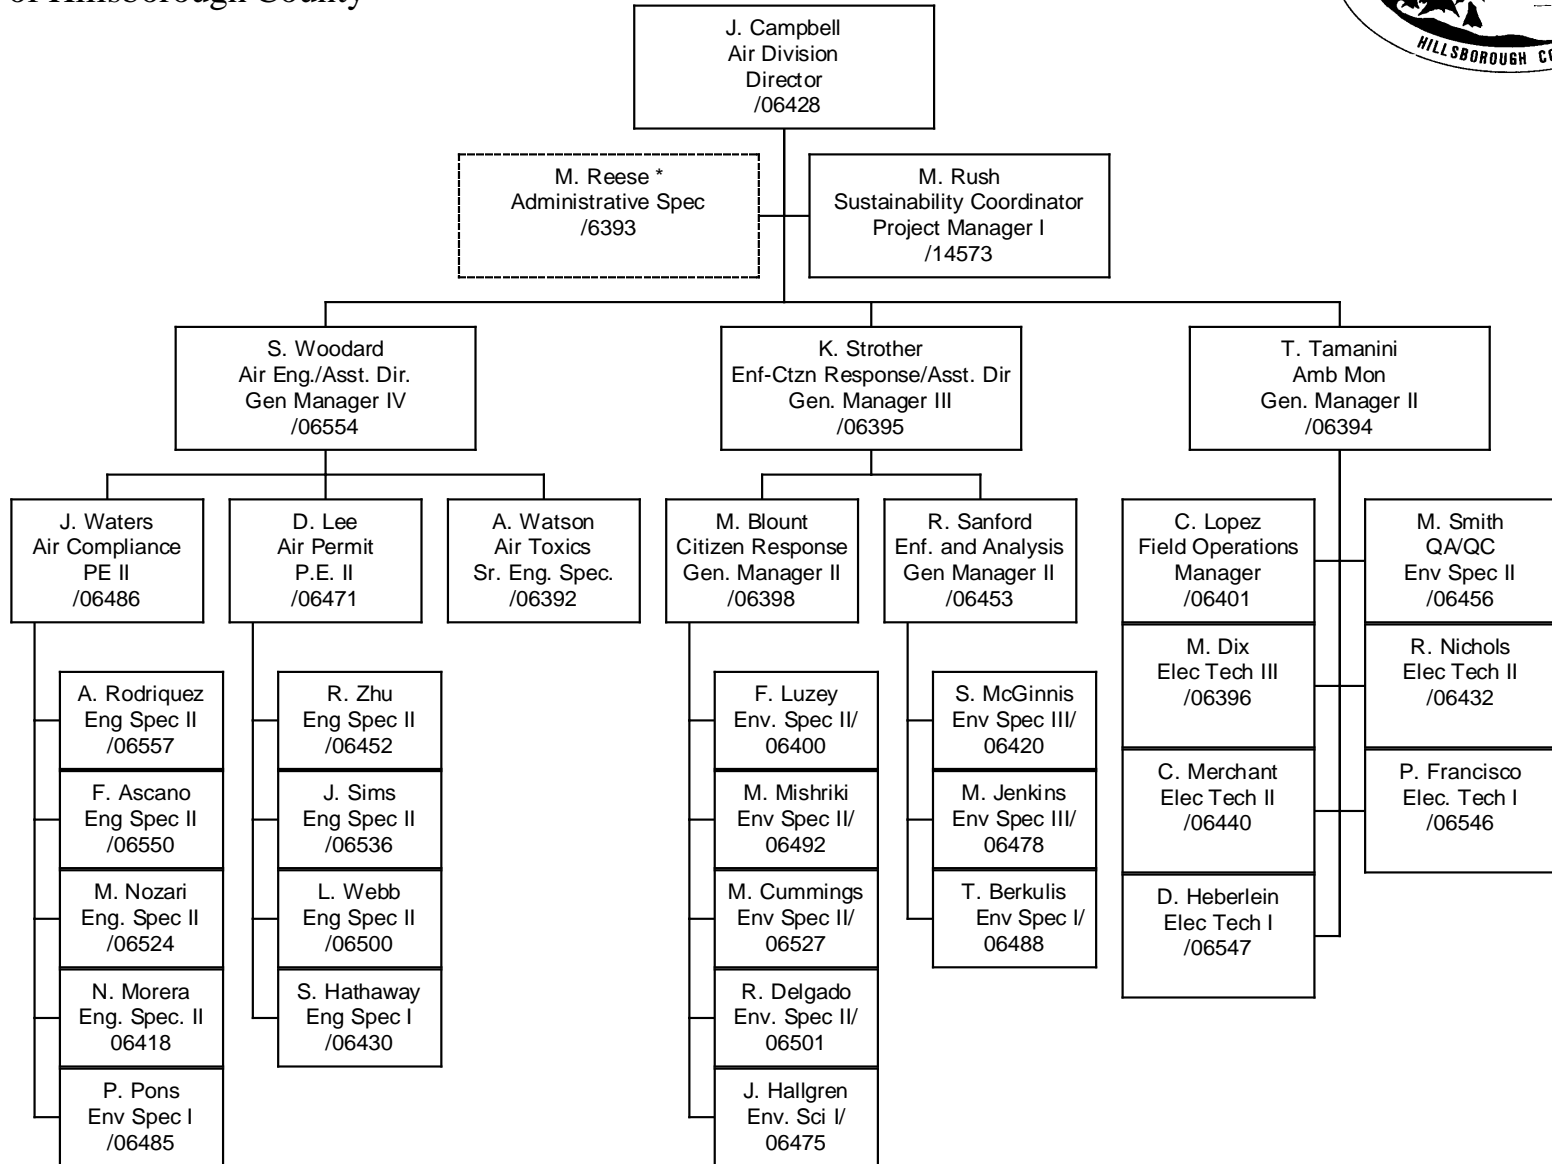 of Hillsborough County
HILLSBOROUGH CO
J. Campbell
Air Division
Director
/06428
M. Reese *
Administrative Spec
/6393
M. Rush
Sustainability Coordinator
Project Manager I
/14573
S. Woodard
Air Eng./Asst. Dir.
Gen Manager IV
/06554
K. Strother
Enf-Ctzn Response/Asst. Dir
Gen. Manager III
/06395
T. Tamanini
Amb Mon
Gen. Manager II
/06394
J. Waters
Air Compliance
PE II
/06486
D. Lee
Air Permit
P.E. II
/06471
A. Watson
Air Toxics
Sr. Eng. Spec.
/06392
M. Blount
Citizen Response
Gen. Manager II
/06398
R. Sanford
Enf. and Analysis
Gen Manager II
/06453
C. Lopez
Field Operations
Manager
/06401
M. Smith
QA/QC
Env Spec II
/06456
A. Rodriquez
Eng Spec II
/06557
F. Ascano
Eng Spec II
/06550
M. Nozari
Eng. Spec II
/06524
N. Morera
Eng. Spec. II
06418
P. Pons
Env Spec I
/06485
R. Zhu
Eng Spec II
/06452
J. Sims
Eng Spec II
/06536
L. Webb
Eng Spec II
/06500
S. Hathaway
Eng Spec I
/06430
F. Luzey
Env. Spec II/
06400
M. Mishriki
Env Spec II/
06492
M. Cummings
Env Spec II/
06527
R. Delgado
Env. Spec II/
06501
J. Hallgren
Env. Sci I/
06475
S. McGinnis
Env Spec III/
06420
M. Jenkins
Env Spec III/
06478
T. Berkulis
Env Spec I/
06488
M. Dix
Elec Tech III
/06396
R. Nichols
Elec Tech II
/06432
C. Merchant
Elec Tech II
/06440
P. Francisco
Elec. Tech I
/06546
D. Heberlein
Elec Tech I
/06547